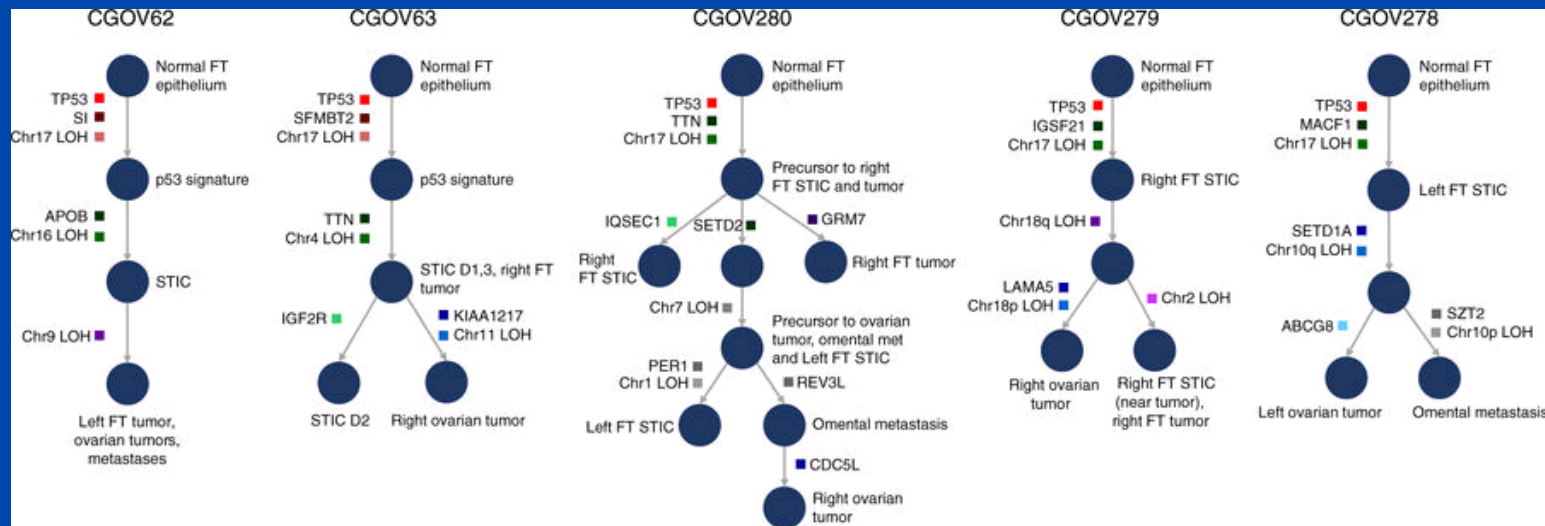 CGOV62
Normal FT
epithelium
TP53
SI
Chr17 LOH
p53 signature
APOB
Chr16 LOH
STIC
Chr9 LOH
Left FT tumor,
ovarian tumors,
metastases
CGOV63
Normal FT
epithelium
TP53
SFMBT2
Chr17 LOH
p53 signature
TTN
Chr4 LOH
STIC D1,3, right FT
tumor
IGF2R
KIAA1217
Chr11 LOH
STIC D2
Right ovarian tumor
CGOV280
Normal FT
epithelium
TP53
TTN
Chr17 LOH
Precursor to right
FT STIC and tumor
IQSEC1
SETD2
GRM7
Right
FT STIC
Right FT tumor
Chr7 LOH
Precursor to ovarian
tumor, omental met
and Left FT STIC
PER1
Chr1 LOH
REV3L
Left FT STIC
Omental metastasis
CDC5L
Right ovarian
tumor
CGOV279
Normal FT
epithelium
TP53
IGSF21
Chr17 LOH
Right FT STIC
Chr18q LOH
LAMA5
Chr18p LOH
Chr2 LOH
Right ovarian
tumor
Right FT STIC
(near tumor),
right FT tumor
CGOV278
Normal FT
epithelium
TP53
MACF1
Chr17 LOH
Left FT STIC
SETD1A
Chr10q LOH
ABCG8
SZT2
Chr10p LOH
Left ovarian tumor
Omental metastasis